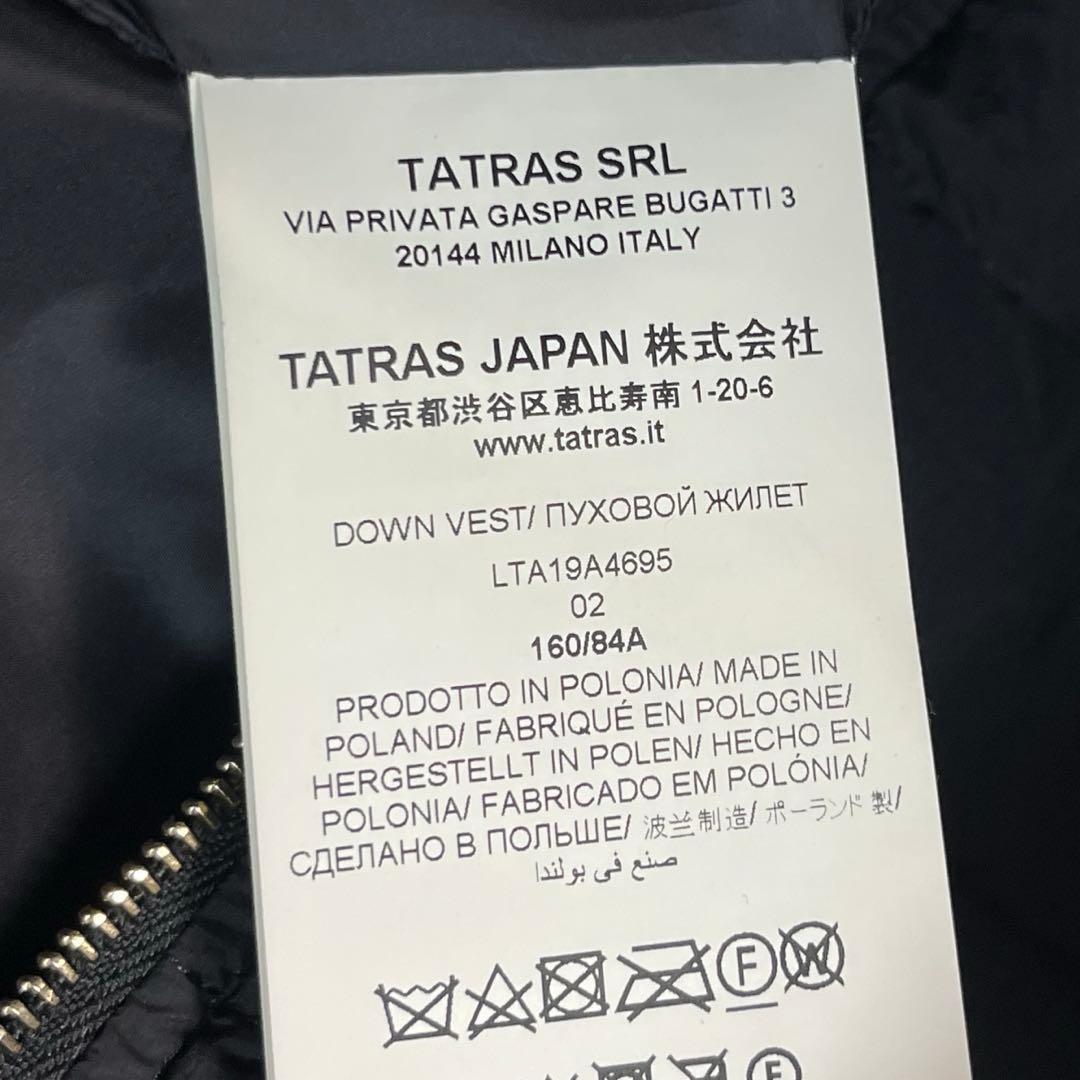 TATRAS SRL
VIA PRIVATA GASPARE BUGATTI 3
20144 MILANO ITALY
TATRAS JAPAN 株式会社
東京都渋谷区恵比寿南 1-20-6
www.tatras.it
DOWN VEST/ ПУХОВОЙ ЖИЛЕТ
LTA19A4695
02
160/84A
PRODOTTO IN POLONIA/ MADE IN
POLAND/ FABRIQUÉ EN POLOGNE/
HERGESTELLT IN POLEN/ HECHO EN
POLONIA/ FABRICADO EM POLÓNIA/
СДЕЛАНО В ПОЛЬШЕ/ 波兰制造/ ポーランド 製/
صنع في بولندا
F W
F